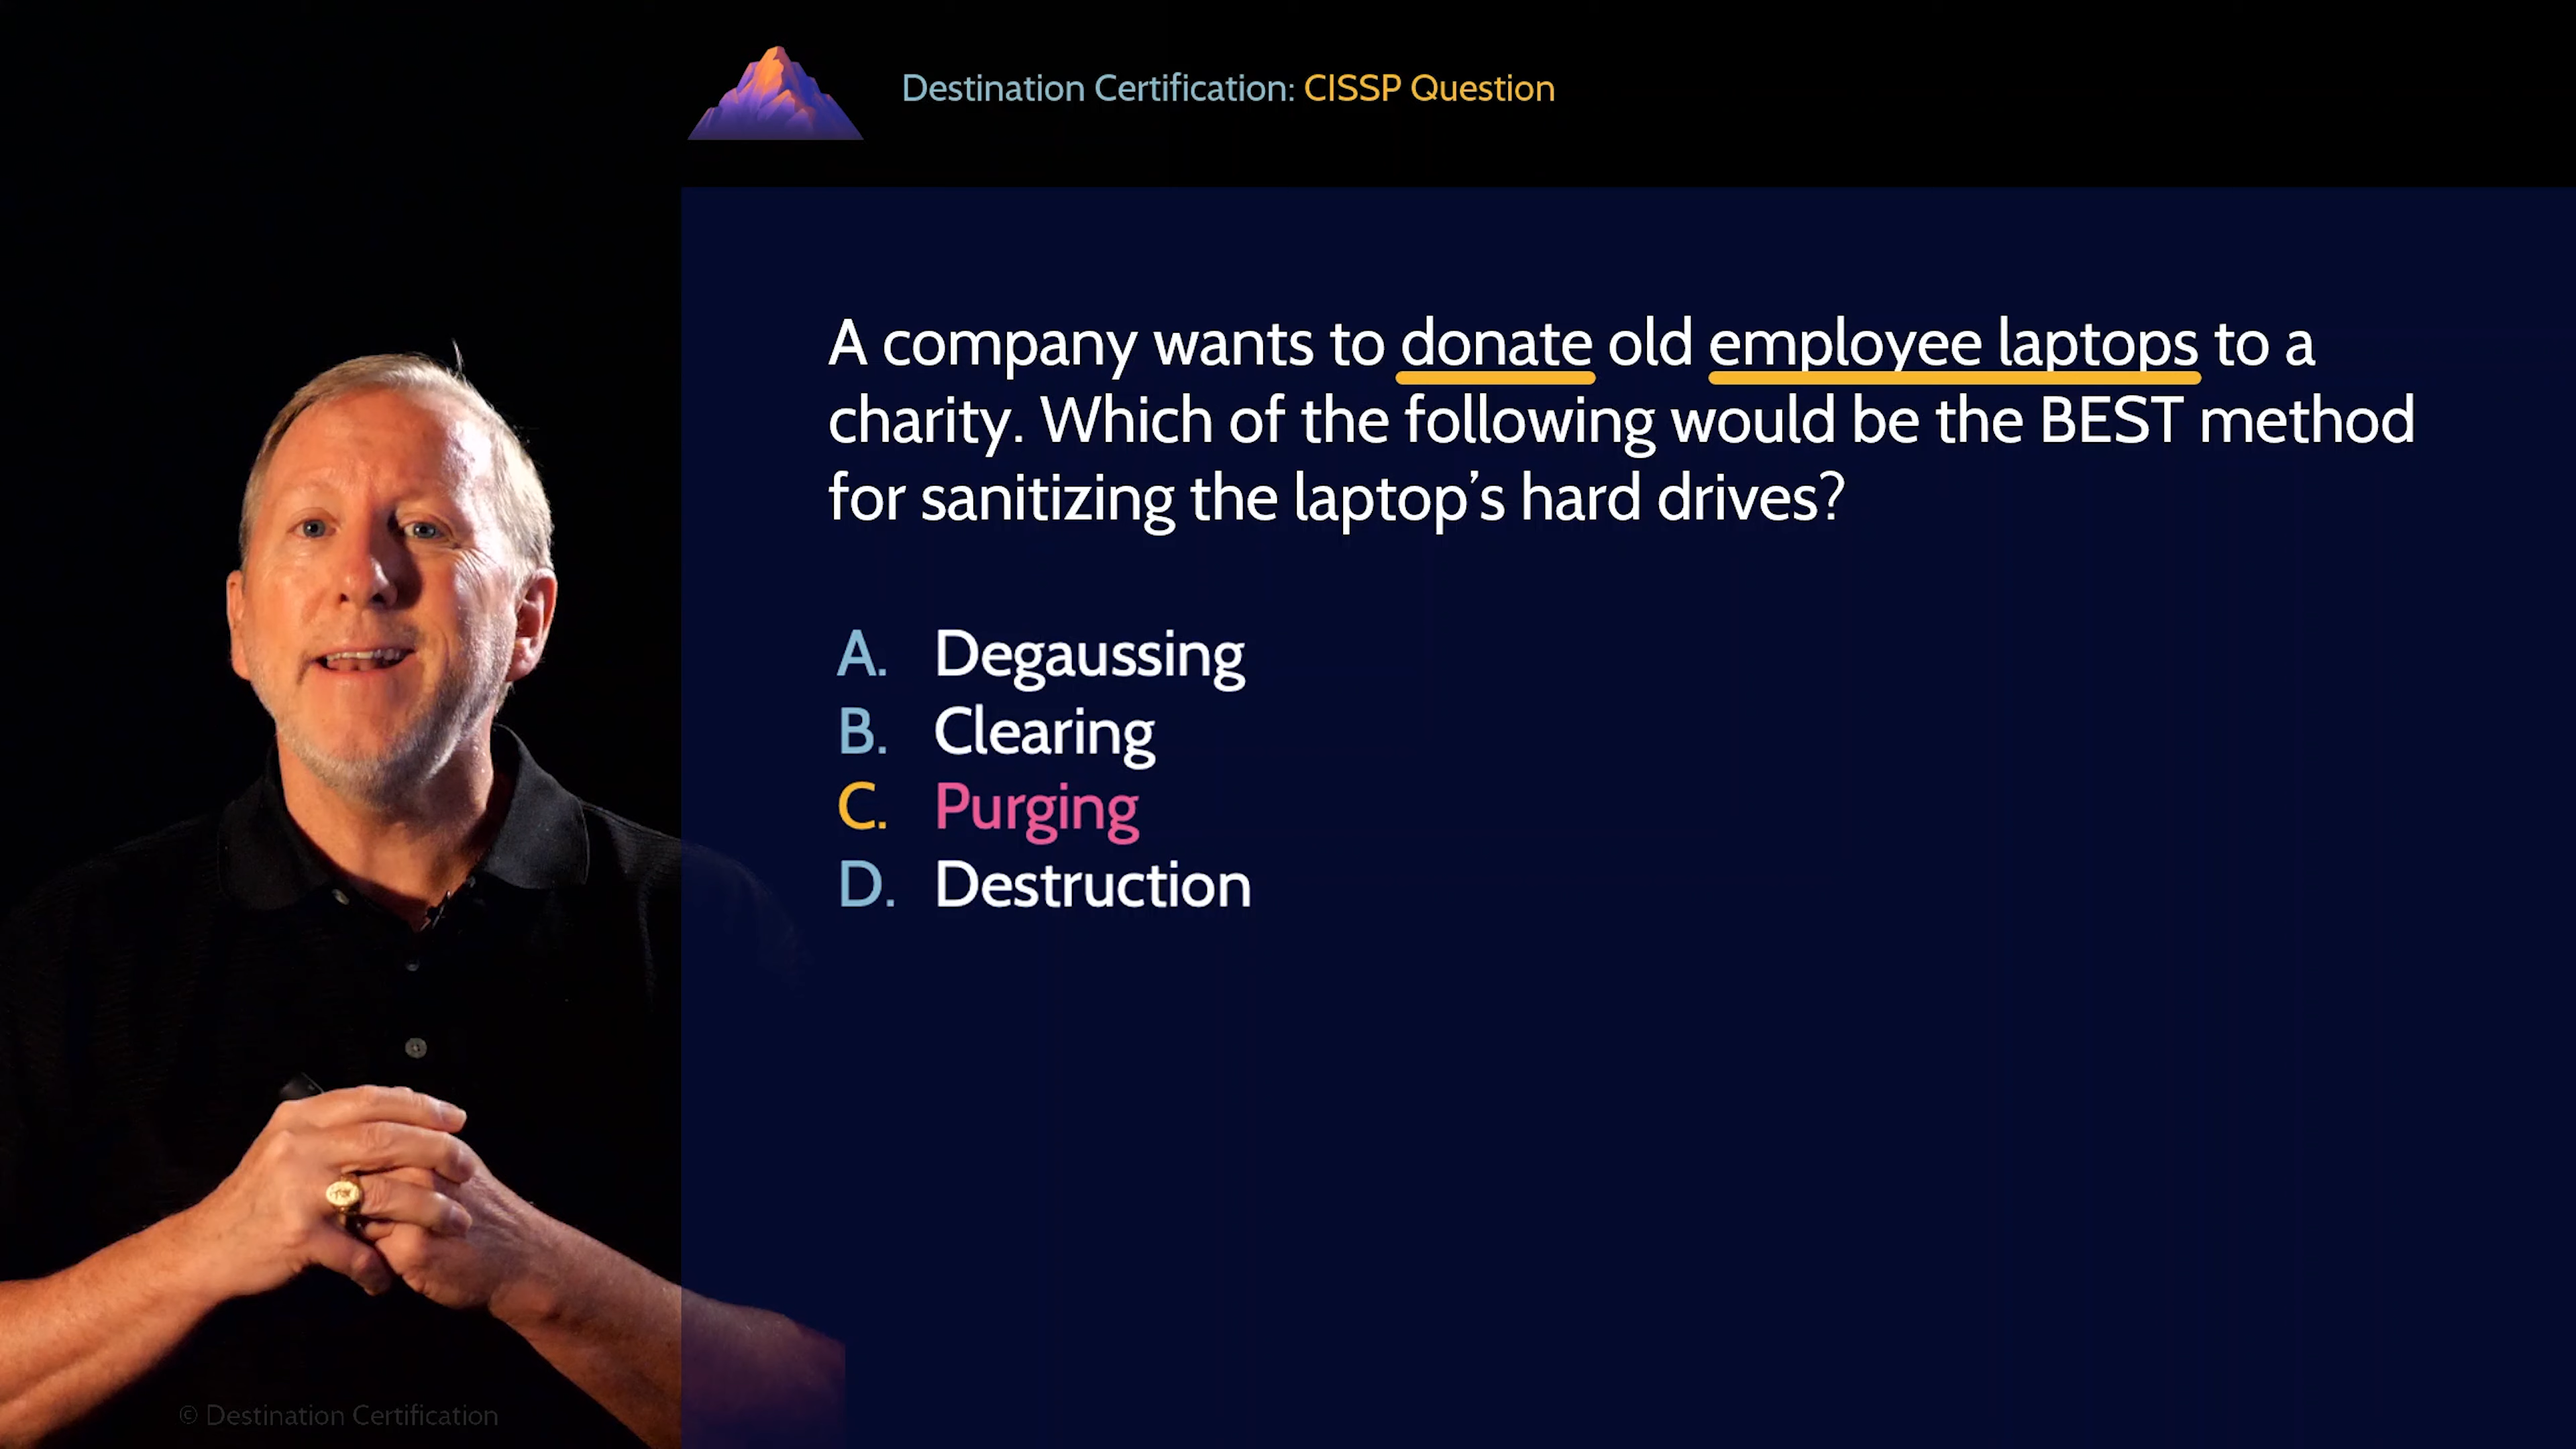 Destination Certification: CISSP Question
A company wants to donate old employee laptops to a
charity. Which of the following would be the BEST method
for sanitizing the laptop’s hard drives?
A. Degaussing
B. Clearing
C. Purging
D. Destruction
© Destination Certification